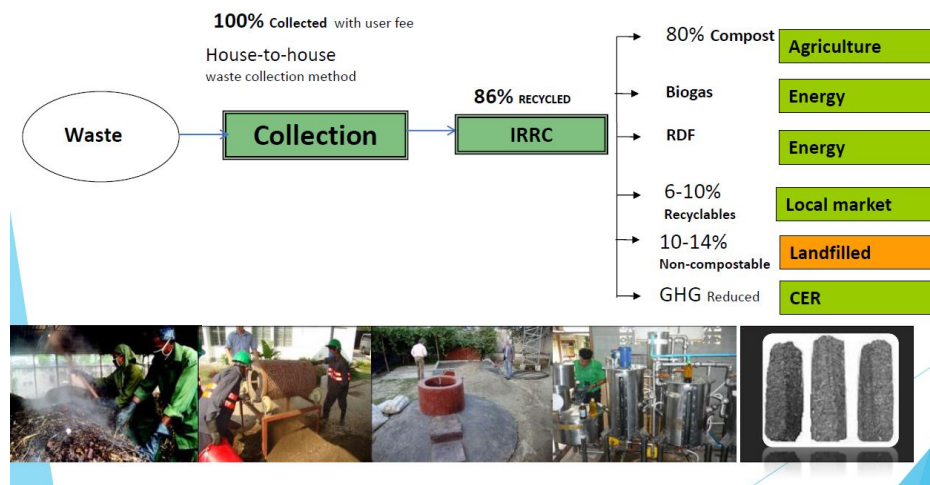 100% Collected with user fee
House-to-house
waste collection method
Waste
Collection
86% RECYCLED
IRRC
80% Compost
Agriculture
Biogas
Energy
RDF
Energy
6-10%
Recyclables
Local market
10-14%
Non-compostable
Landfilled
GHG Reduced
CER